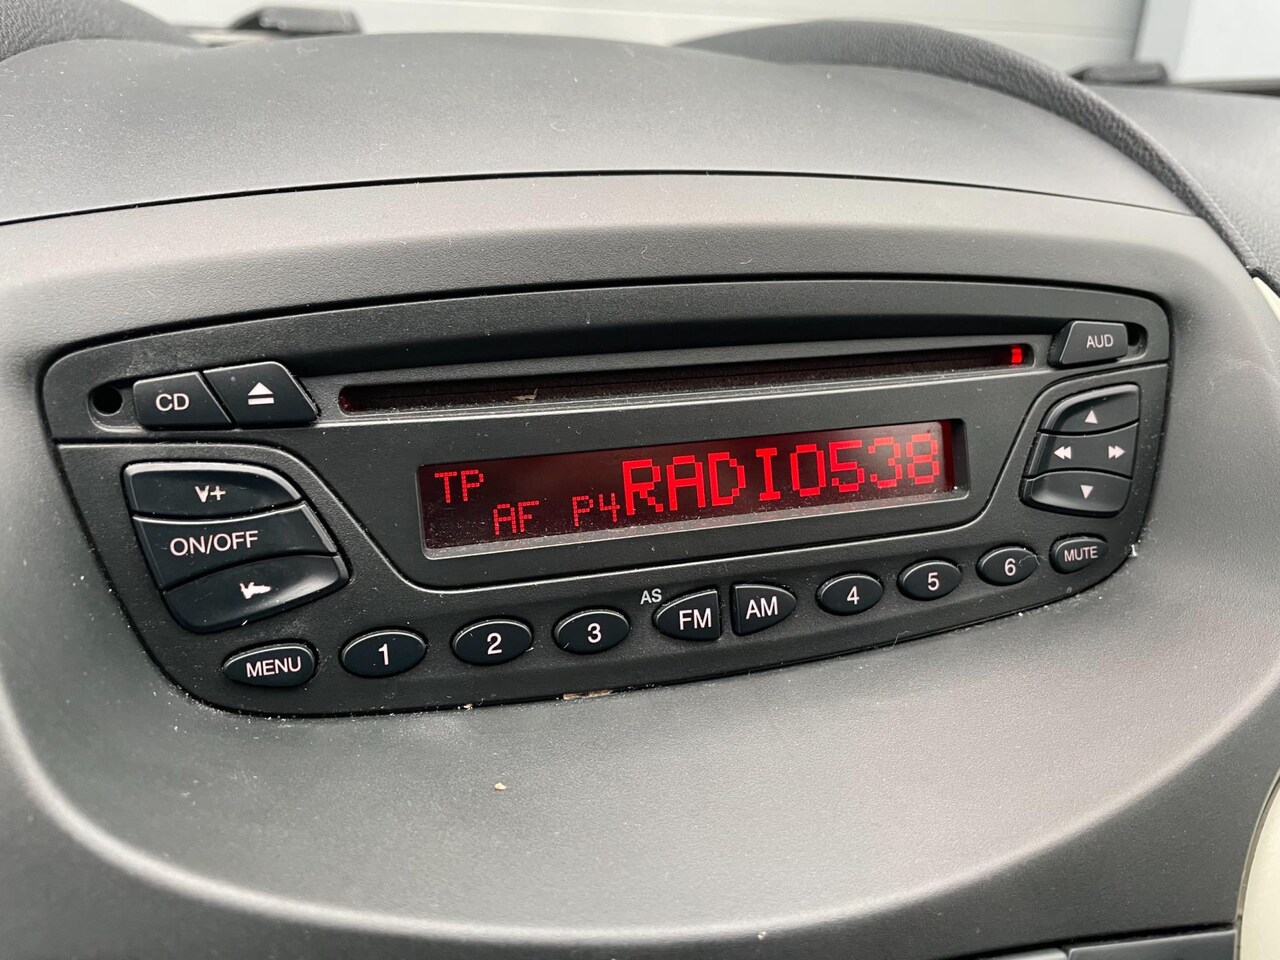 CD
AUD
V+
ON/OFF
V-
TP
AF P4 RADIO538
MENU
1
2
3
AS
FM
AM
4
5
6
MUTE